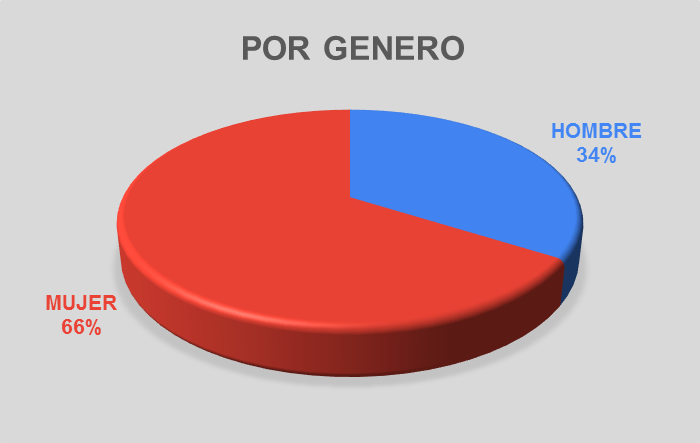 POR GENERO
HOMBRE
34%
MUJER
66%